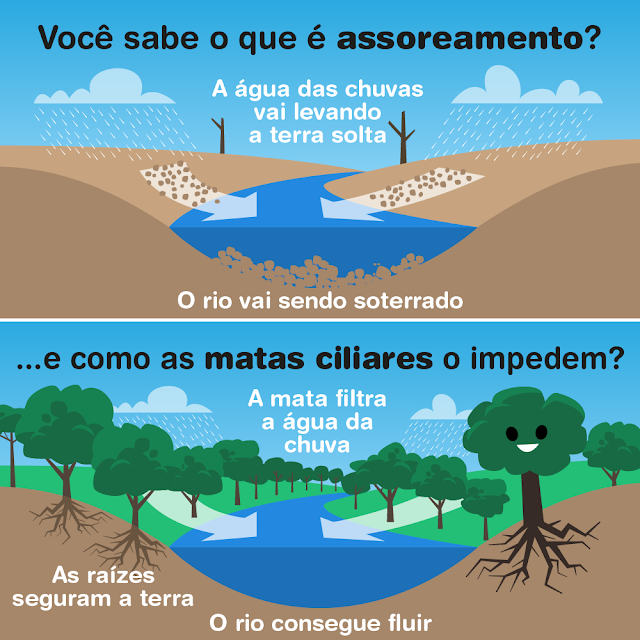 Você sabe o que é assoreamento?
A água das chuvas
vai levando
a terra solta
O rio vai sendo soterrado
...e como as matas ciliares o impedem?
A mata filtra
a água da
chuva
As raízes
seguram a terra
O rio consegue fluir